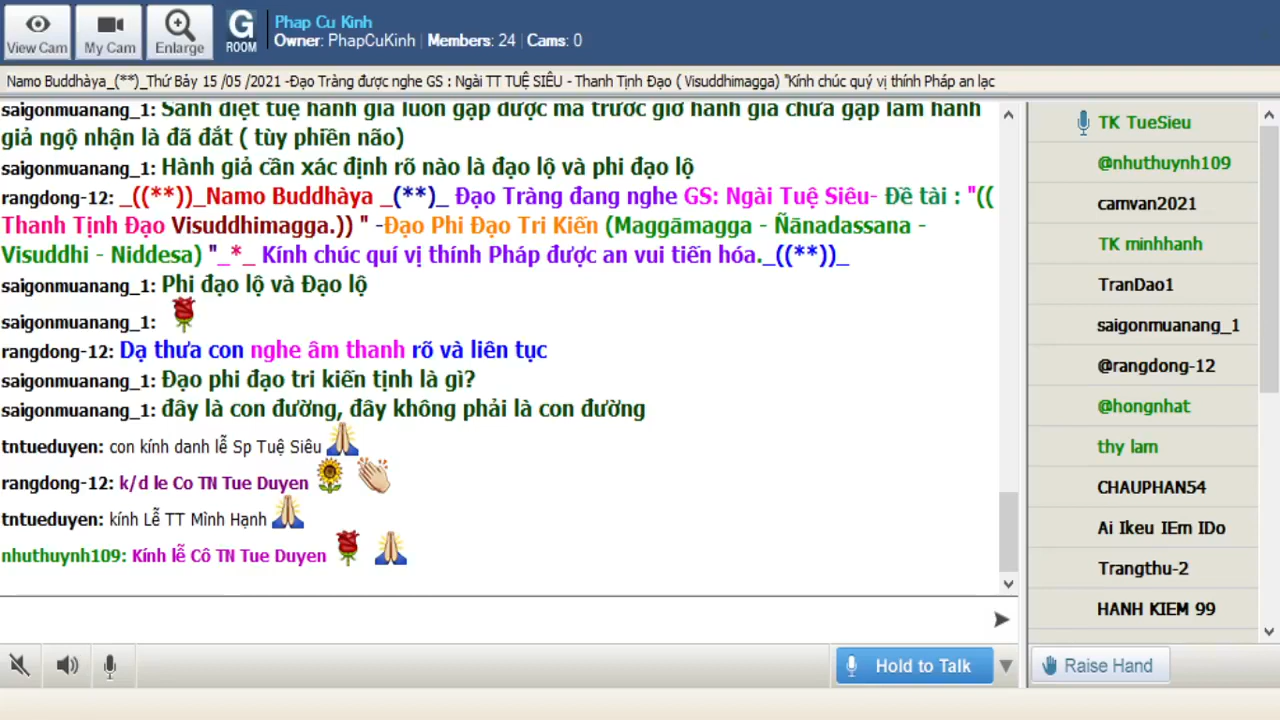 Phap Cu Kinh
Owner: PhapCuKinh | Members: 24 | Cams: 0
View Cam
My Cam
Enlarge
G
ROOM
Namo Buddhàya_(**)_Thứ Bảy 15 /05 /2021 -Đạo Tràng được nghe GS : Ngài TT TUỆ SIÊU - Thanh Tịnh Đạo ( Visuddhimagga) "Kính chúc quý vị thính Pháp an lạc
saigonmuanang_1: Sanh diệt tuệ hành giả luôn gặp được mà trước giờ hành giả chưa gặp làm hành
giả ngộ nhận là đã đắt ( tùy phiền não)
saigonmuanang_1: Hành giả cần xác định rõ nào là đạo lộ và phi đạo lộ
rangdong-12: _((**))_Namo Buddhàya _(**)_ Đạo Tràng đang nghe GS: Ngài Tuệ Siêu- Đề tài : "((
Thanh Tịnh Đạo Visuddhimagga.)) " -Đạo Phi Đạo Tri Kiến (Maggāmagga - Ñānadassana -
Visuddhi - Niddesa) "_*_ Kính chúc quí vị thính Pháp được an vui tiến hóa._((**))_
saigonmuanang_1: Phi đạo lộ và Đạo lộ
saigonmuanang_1:
rangdong-12: Dạ thưa con nghe âm thanh rõ và liên tục
saigonmuanang_1: Đạo phi đạo tri kiến tịnh là gì?
saigonmuanang_1: đây là con đường, đây không phải là con đường
tntueduyen: con kính danh lễ Sp Tuệ Siêu
rangdong-12: k/d le Co TN Tue Duyen
tntueduyen: kính Lễ TT Mình Hạnh
nhuthuynh109: Kính lễ Cô TN Tue Duyen
TK TueSieu
@nhuthuynh109
camvan2021
TK minhhanh
TranDao1
saigonmuanang_1
@rangdong-12
@hongnhat
thy lam
CHAUPHAN54
Ai Ikeu IEm IDo
Trangthu-2
HANH KIEM 99
Hold to Talk
Raise Hand